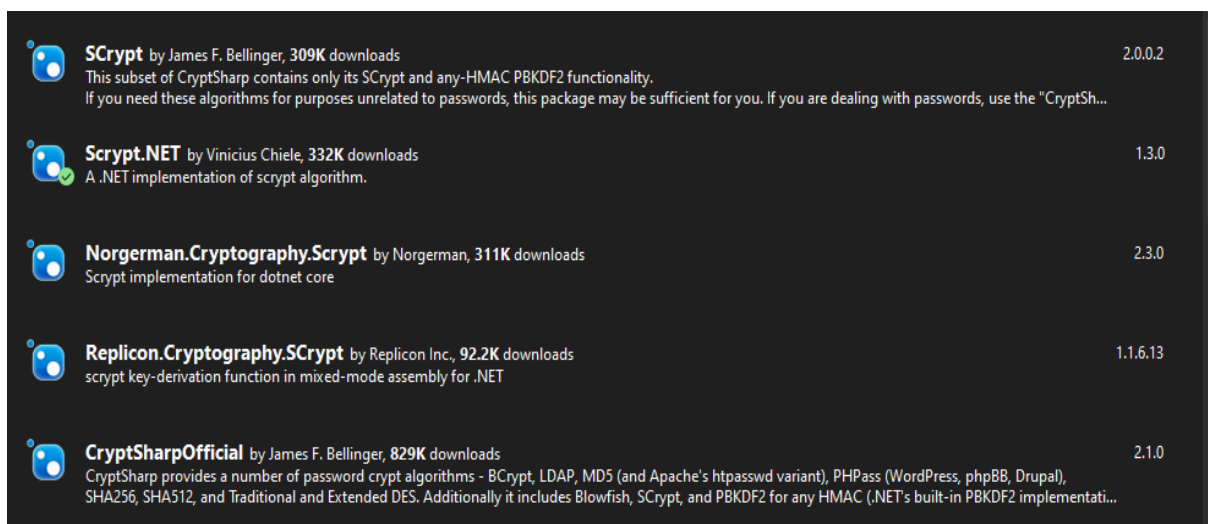 SCrypt by James F. Bellinger, 309K downloads 2.0.0.2
This subset of CryptSharp contains only its SCrypt and any-HMAC PBKDF2 functionality.
If you need these algorithms for purposes unrelated to passwords, this package may be sufficient for you. If you are dealing with passwords, use the "CryptSh...
Scrypt.NET by Vinicius Chiele, 332K downloads 1.3.0
A .NET implementation of scrypt algorithm.
Norgerman.Cryptography.Scrypt by Norgerman, 311K downloads 2.3.0
Scrypt implementation for dotnet core
Replicon.Cryptography.SCrypt by Replicon Inc., 92.2K downloads 1.1.6.13
scrypt key-derivation function in mixed-mode assembly for .NET
CryptSharpOfficial by James F. Bellinger, 829K downloads 2.1.0
CryptSharp provides a number of password crypt algorithms - BCrypt, LDAP, MD5 (and Apache's htpasswd variant), PHPass (WordPress, phpBB, Drupal),
SHA256, SHA512, and Traditional and Extended DES. Additionally it includes Blowfish, SCrypt, and PBKDF2 for any HMAC (.NET's built-in PBKDF2 implementati...